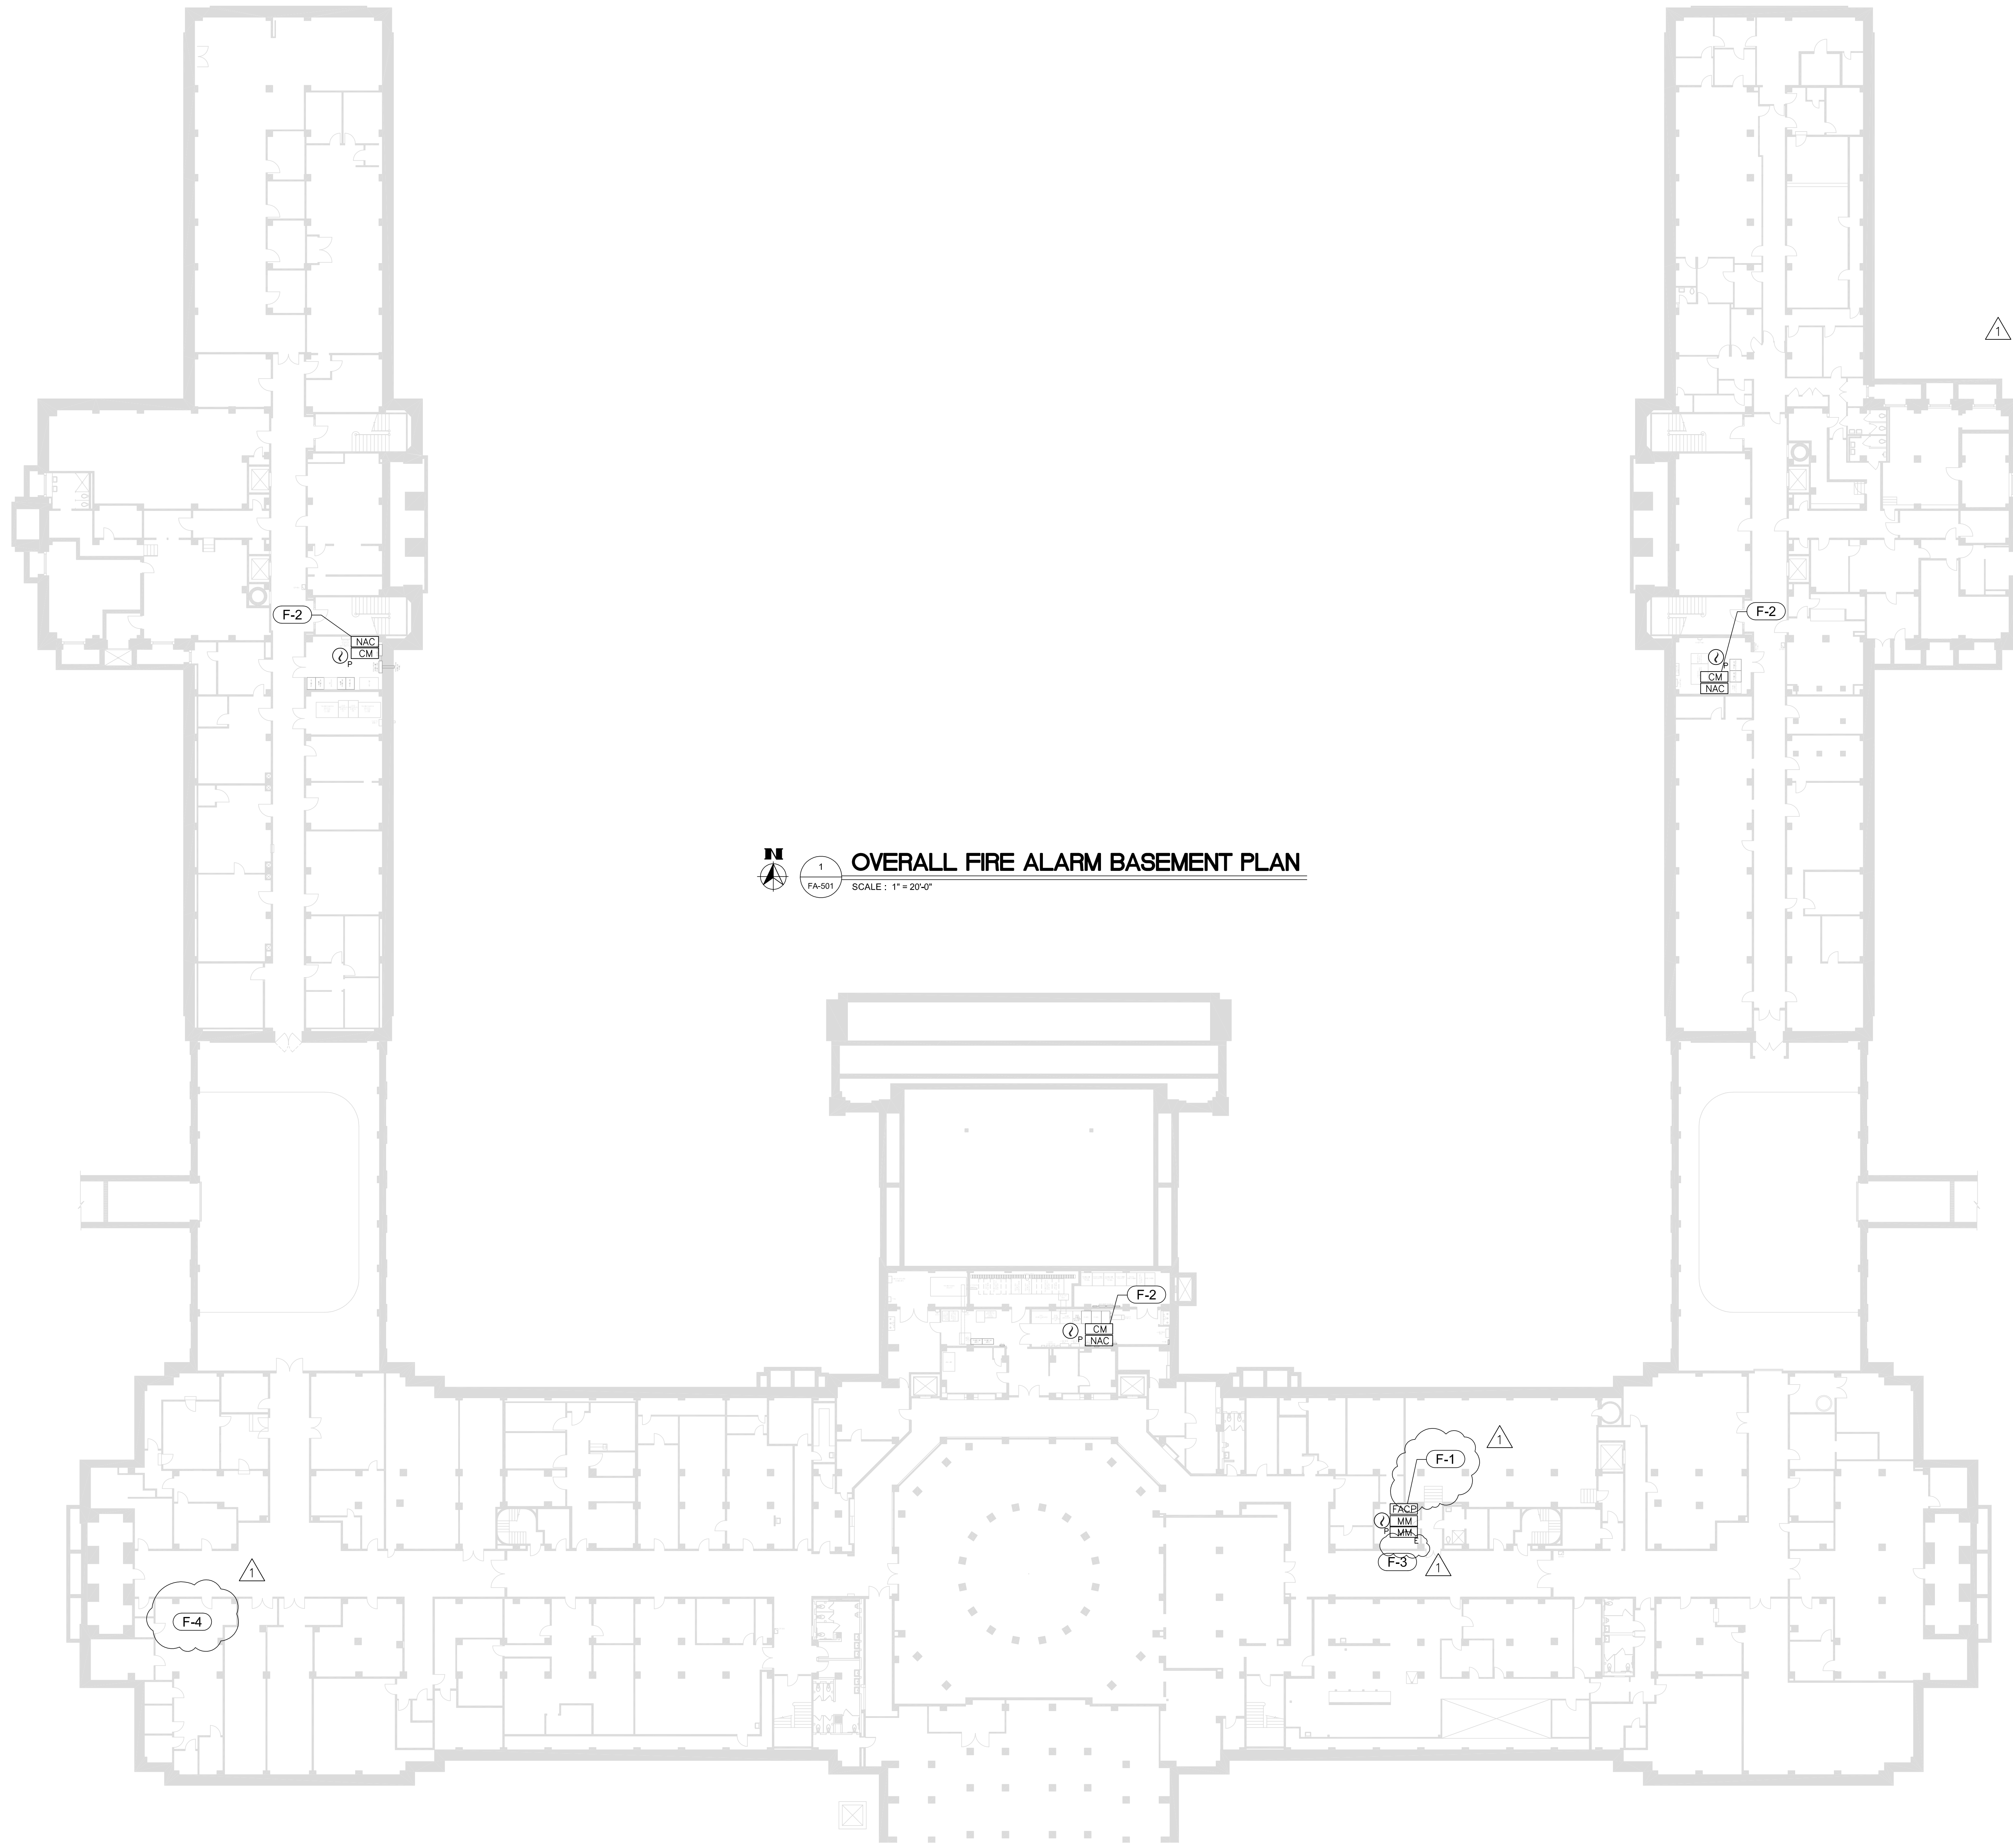 1
F-2
NAC
CM
P
F-2
P
CM
NAC
N
1
FA-501
OVERALL FIRE ALARM BASEMENT PLAN
SCALE : 1" = 20'-0"
F-2
CM
NAC
P
1
F-1
FACP
MM
MM
P
E
F-3
1
1
F-4